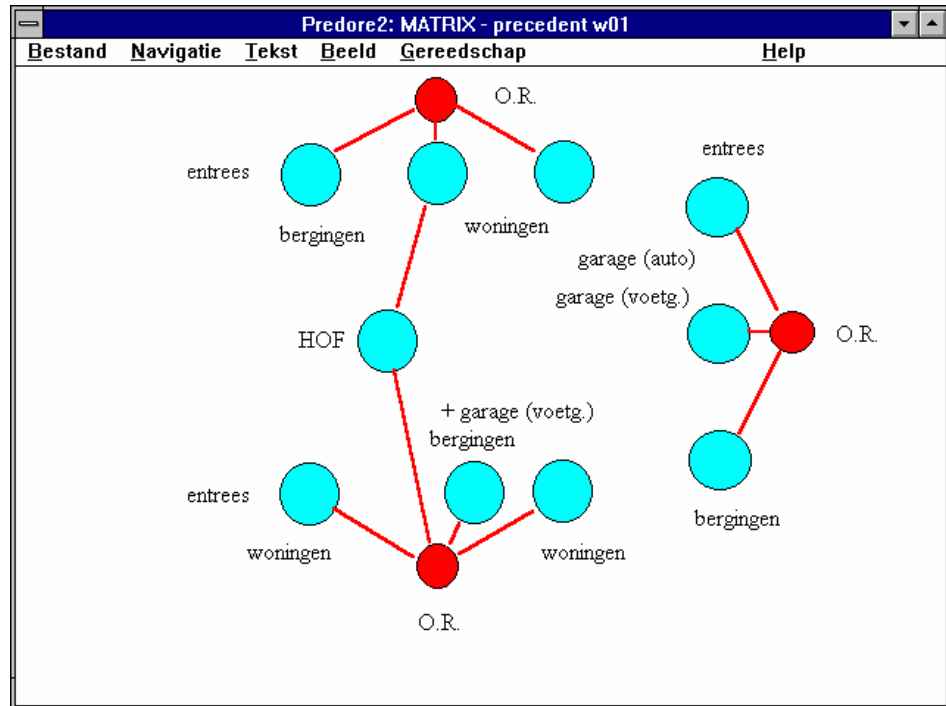 Predore2: MATRIX - precedent w01
Bestand Navigatie Tekst Beeld Gereedschap Help
O.R.
entrees
entrees
bergingen
woningen
garage (auto)
garage (voetg.)
HOF
O.R.
+ garage (voetg.)
bergingen
entrees
bergingen
woningen
woningen
O.R.